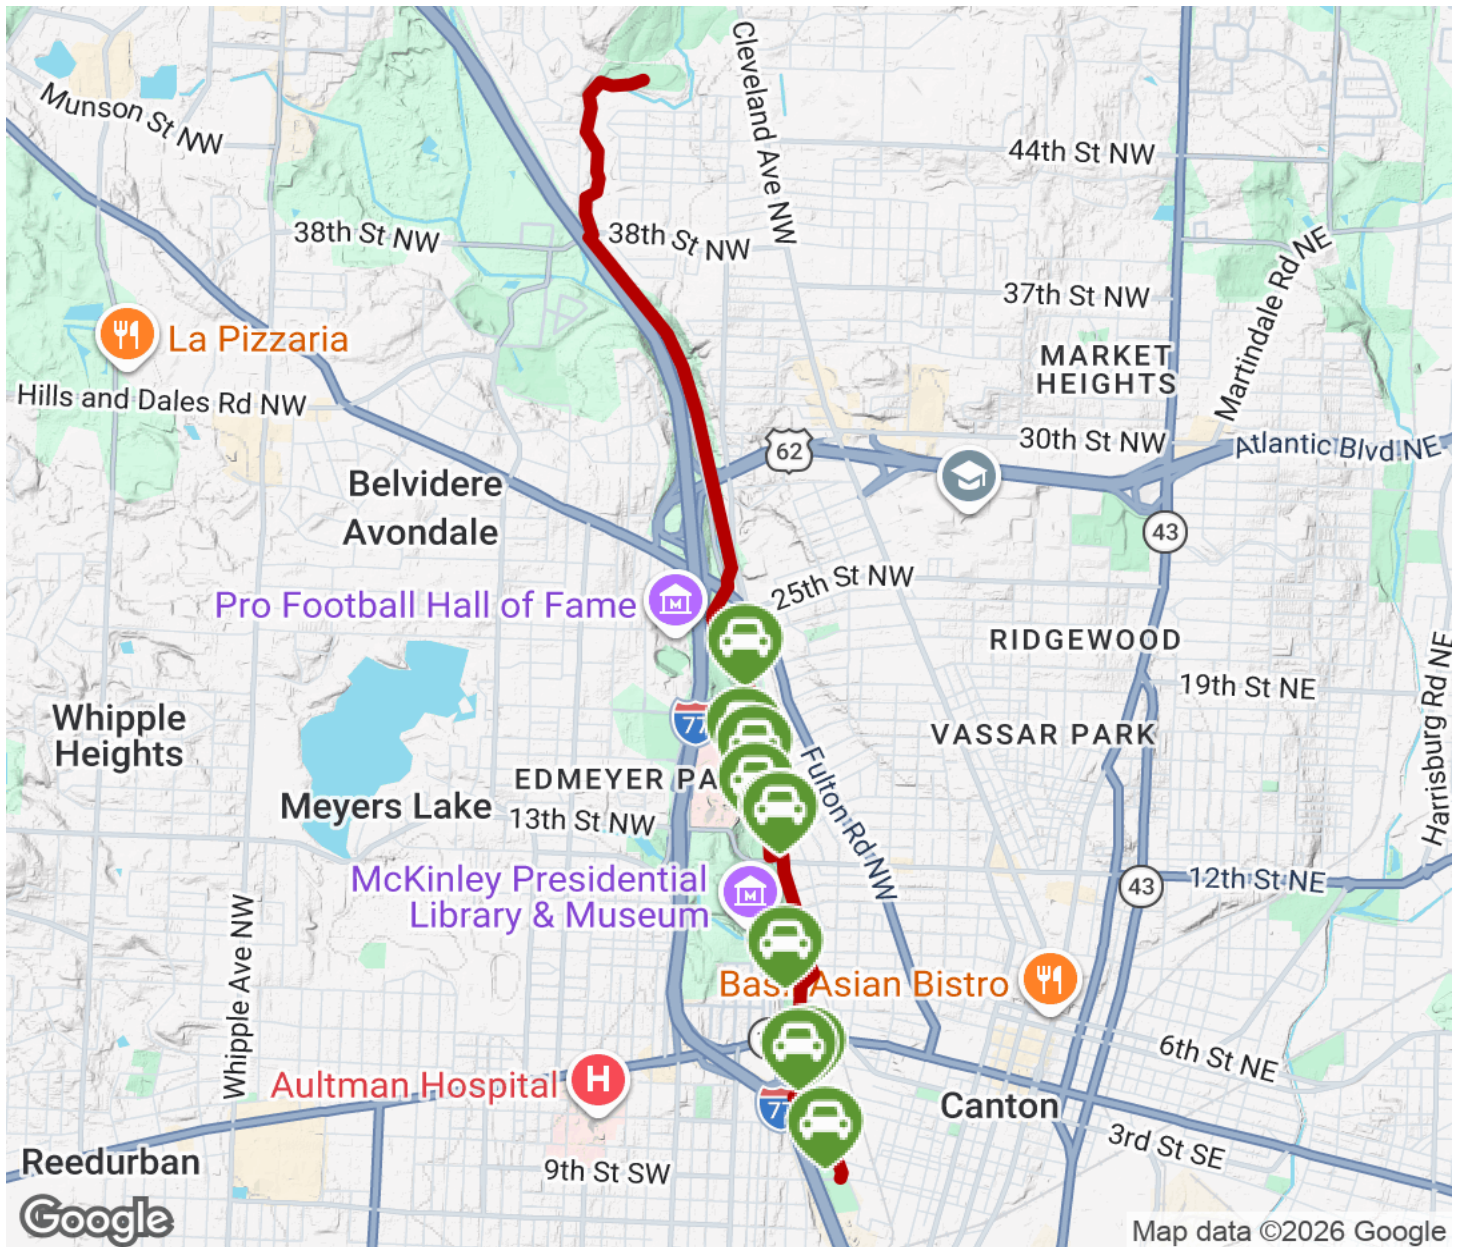 Cleveland Ave NW
Munson St NW
44th St NW
38th St NW
38th St NW
Martindale Rd NE
37th St NW
La Pizzaria
MARKET
HEIGHTS
Hills and Dales Rd NW
30th St NW
Atlantic Blvd NE
62
Belvidere
Avondale
43
25th St NW
Pro Football Hall of Fame
RIDGEWOOD
Harrisburg Rd NE
19th St NE
Whipple
Heights
77
VASSAR PARK
EDMEYER PA
Fulton Rd NW
Meyers Lake
13th St NW
McKinley Presidential
Library & Museum
43
12th St NE
Whipple Ave NW
Asian Bistro
6th St NE
Aultman Hospital
H
Canton
3rd St SE
Reedurban
9th St SW
Google
Map data ©2026 Google